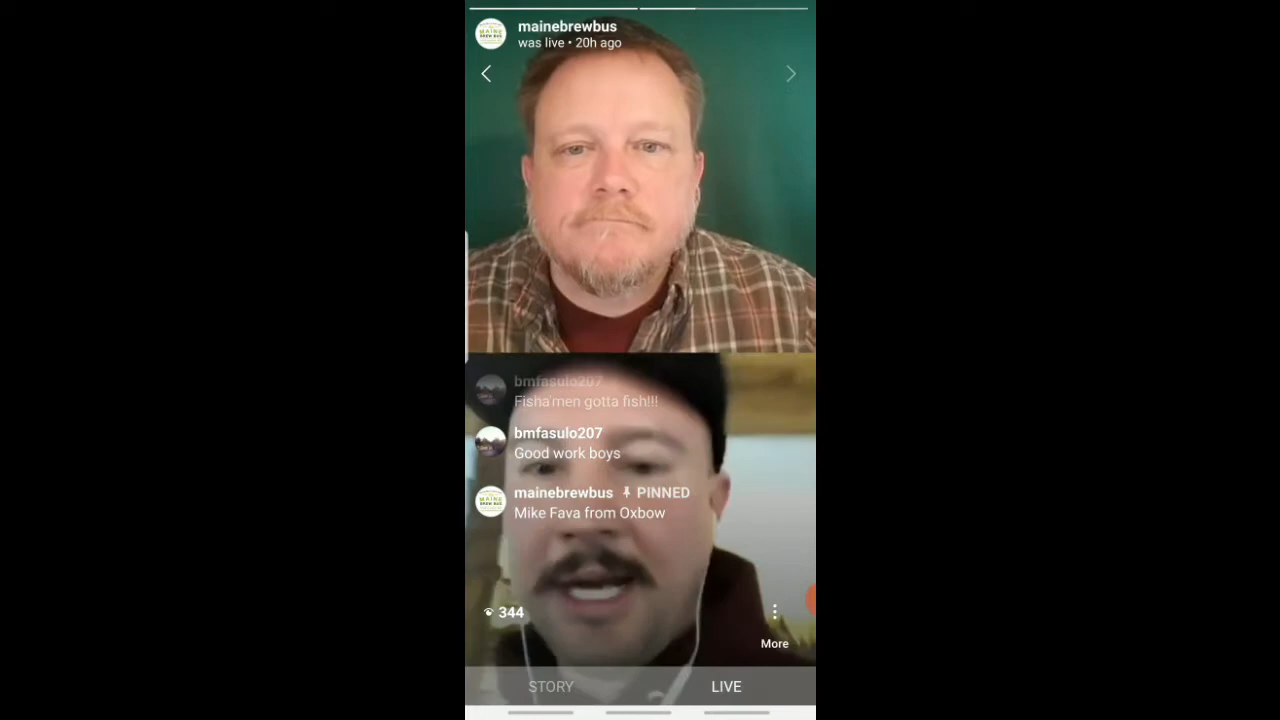 mainebrewbus
was live • 20h ago
bmfasulo207
Fisha'men gotta fish!!!
bmfasulo207
Good work boys
mainebrewbus PINNED
Mike Fava from Oxbow
344
More
STORY
LIVE